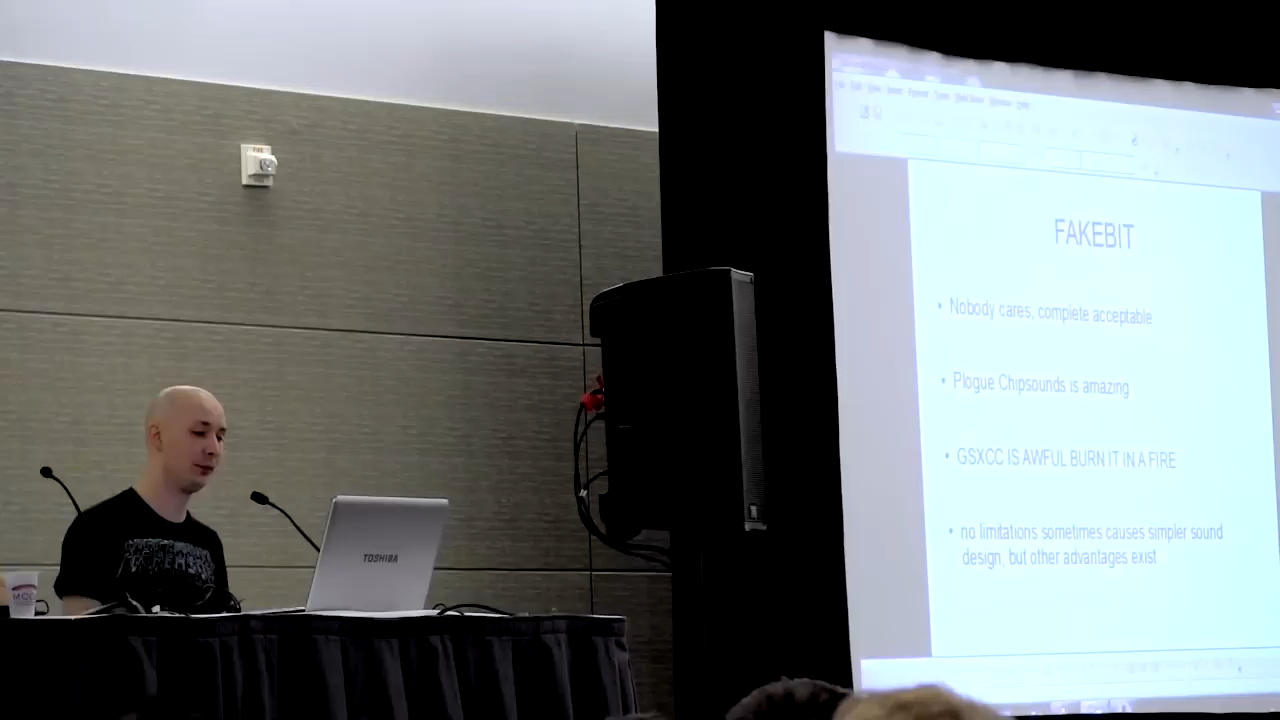 FAKEBIT
• Nobody cares, complete acceptable
• Plogue Chipsounds is amazing
• GSXCC IS AWFUL BURN IT IN A FIRE
• no limitations sometimes causes simpler sound
design, but other advantages exist
TOSHIBA